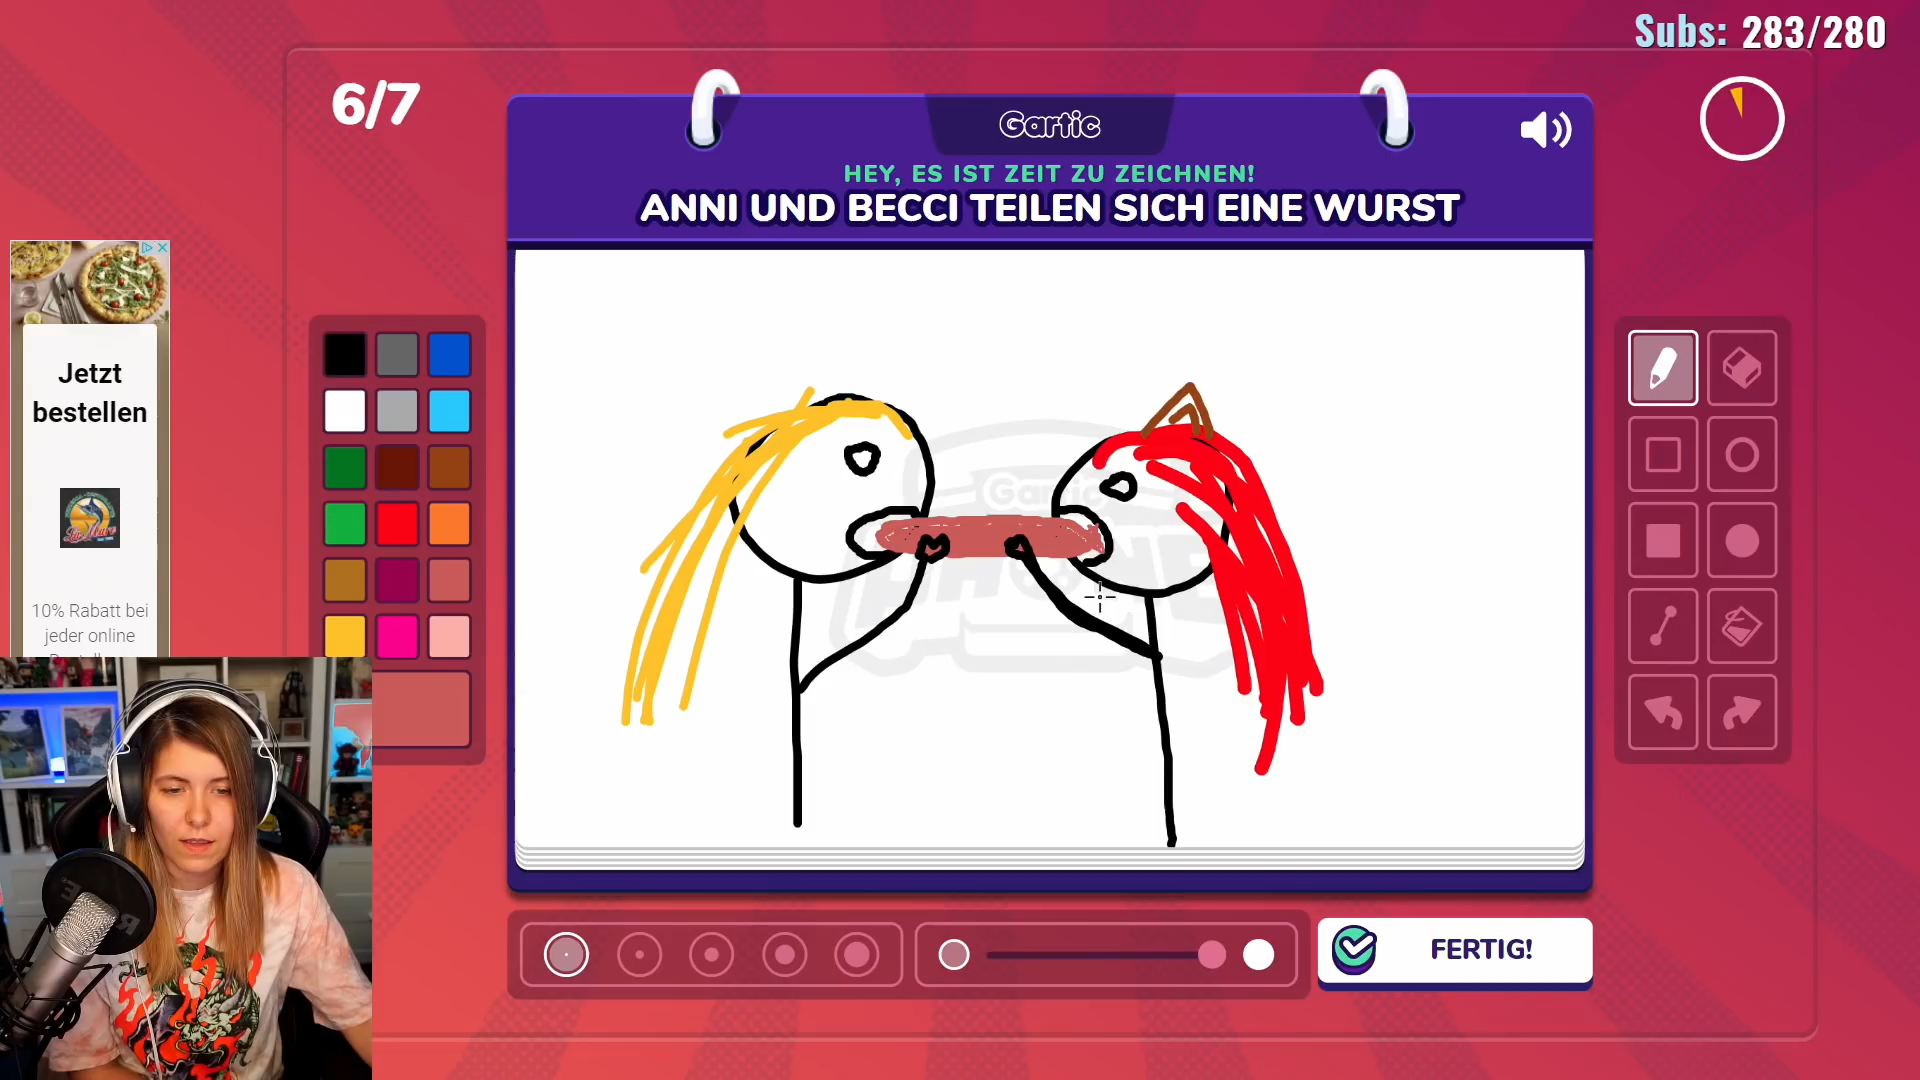 Subs: 283/280
6/7
Gartic
HEY, ES IST ZEIT ZU ZEICHNEN!
ANNI UND BECCI TEILEN SICH EINE WURST
Jetzt
bestellen
10% Rabatt bei
jeder online
FERTIG!